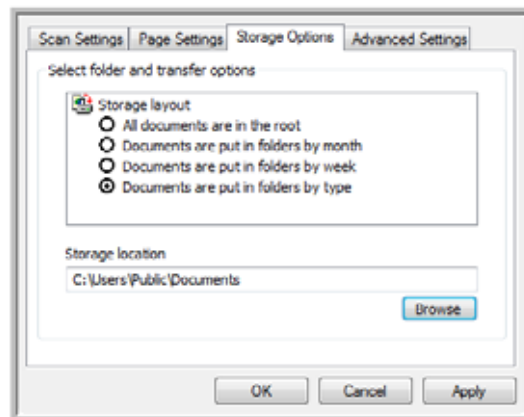 Scan Settings Page Settings Storage Options Advanced Settings
Select folder and transfer options
Storage layout
All documents are in the root
Documents are put in folders by month
Documents are put in folders by week
Documents are put in folders by type
Storage location
C:\Users\Public\Documents
Browse
OK Cancel Apply